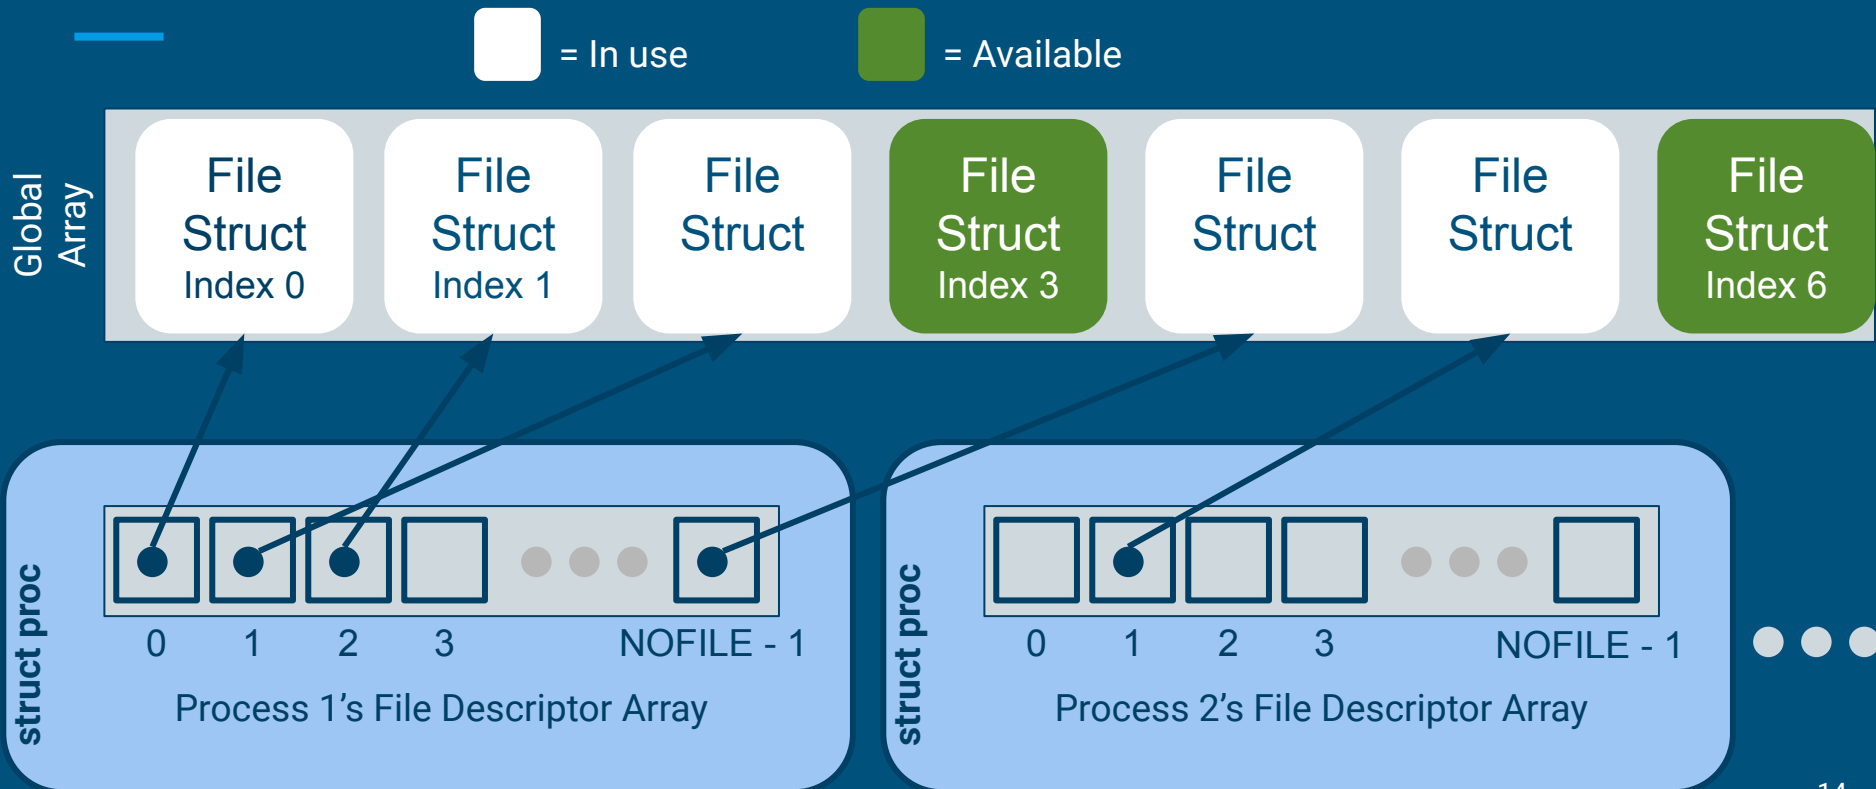 = In use
= Available
Global
Array
File
Struct
Index 0
File
Struct
Index 1
File
Struct
File
Struct
Index 3
File
Struct
File
Struct
File
Struct
Index 6
struct proc
0 1 2 3 NOFILE - 1
Process 1's File Descriptor Array
struct proc
0 1 2 3 NOFILE - 1
Process 2's File Descriptor Array
14